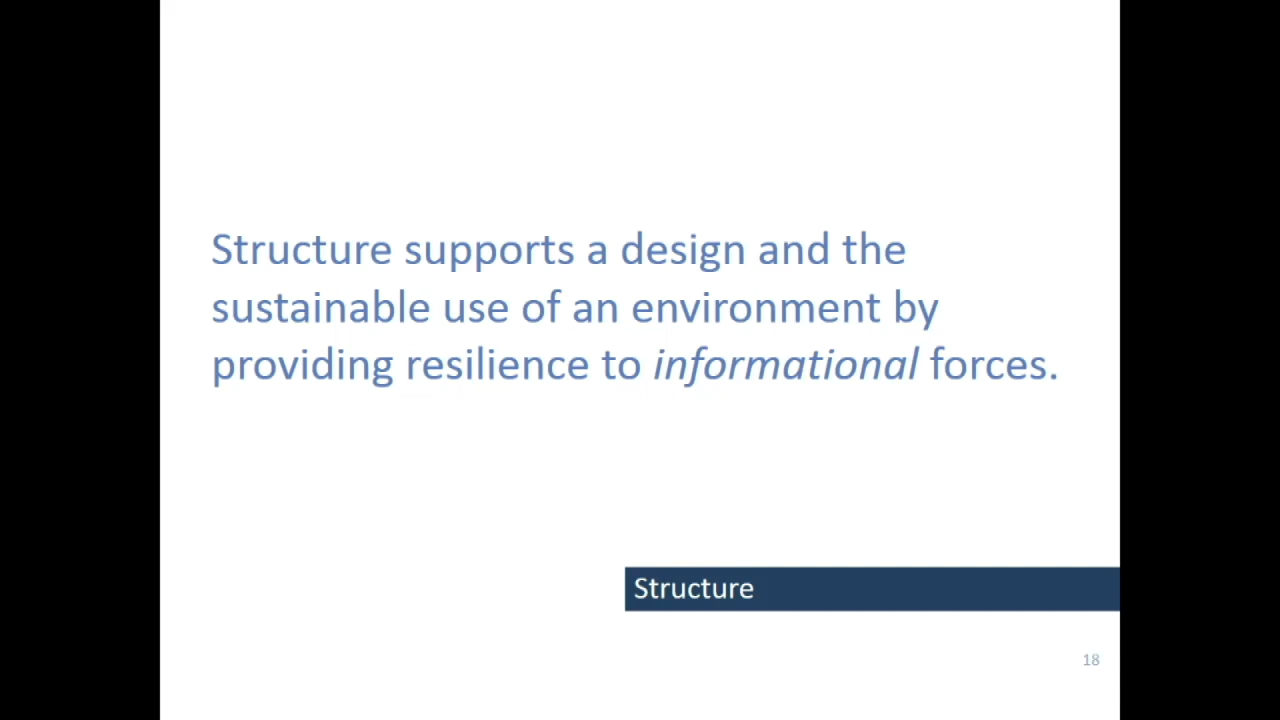 Structure supports a design and the
sustainable use of an environment by
providing resilience to informational forces.
Structure
18